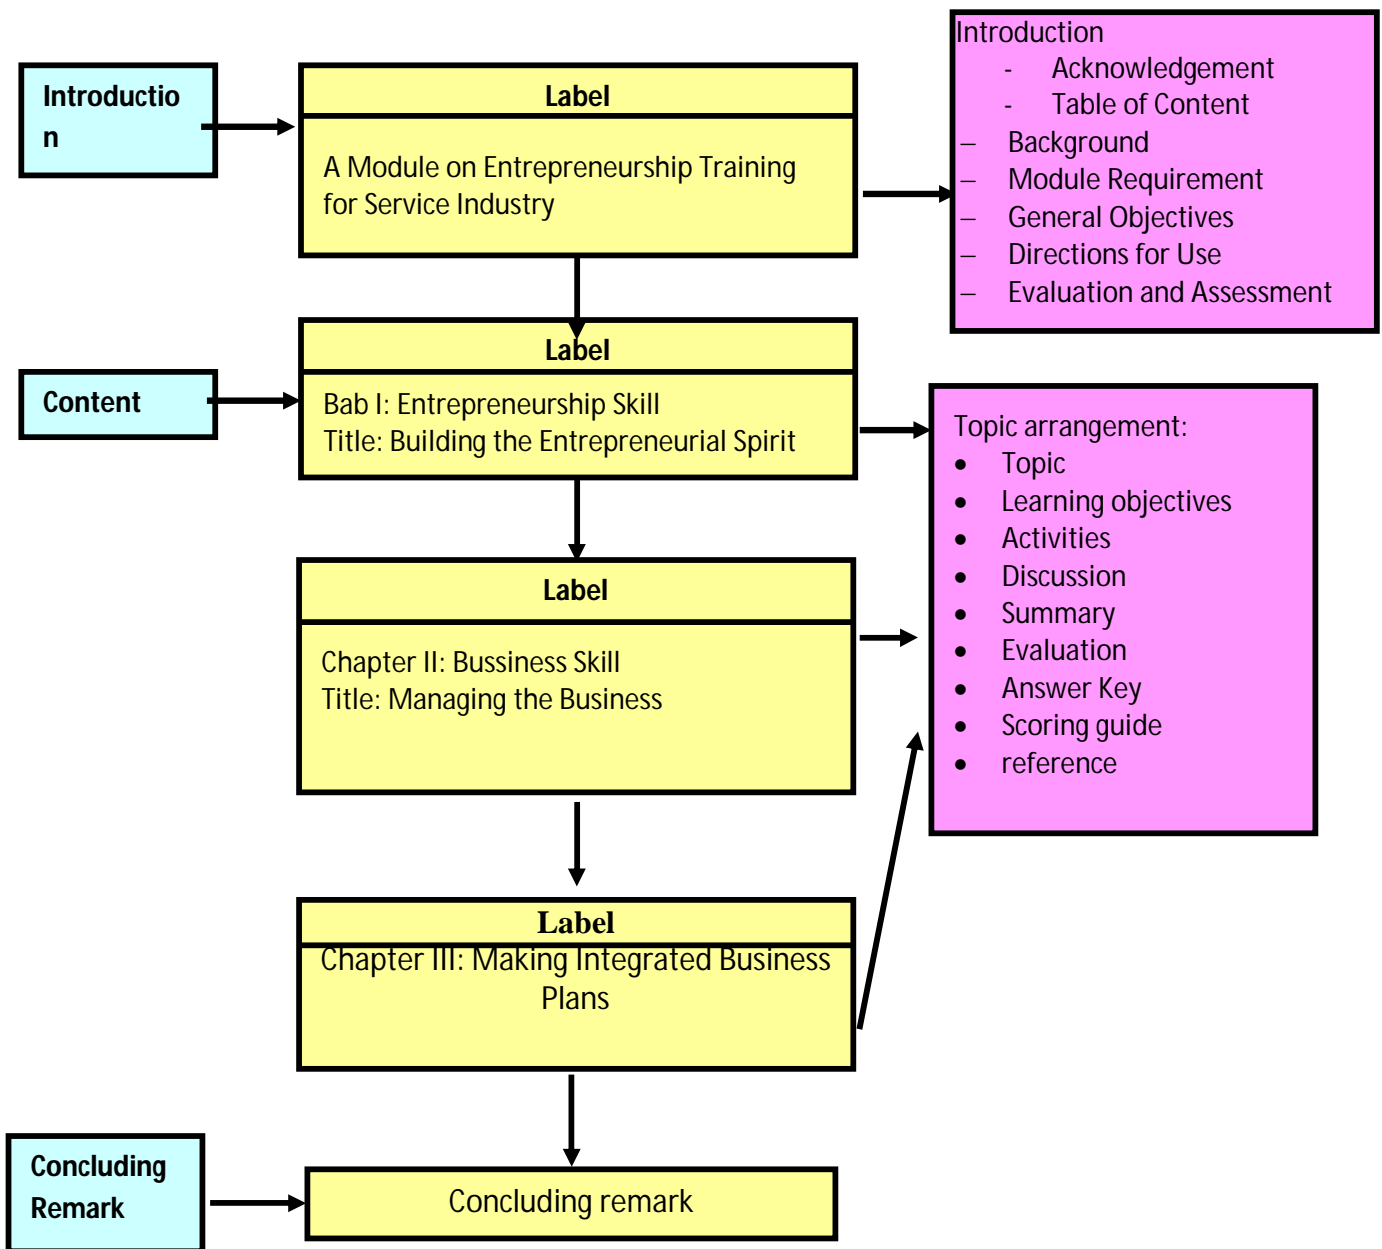 Introductio
n
Label
A Module on Entrepreneurship Training
for Service Industry
Introduction
- Acknowledgement
- Table of Content
– Background
– Module Requirement
– General Objectives
– Directions for Use
– Evaluation and Assessment
Content
Label
Bab I: Entrepreneurship Skill
Title: Building the Entrepreneurial Spirit
Topic arrangement:
• Topic
• Learning objectives
• Activities
• Discussion
• Summary
• Evaluation
• Answer Key
• Scoring guide
• reference
Label
Chapter II: Bussiness Skill
Title: Managing the Business
Label
Chapter III: Making Integrated Business
Plans
Concluding
Remark
Concluding remark